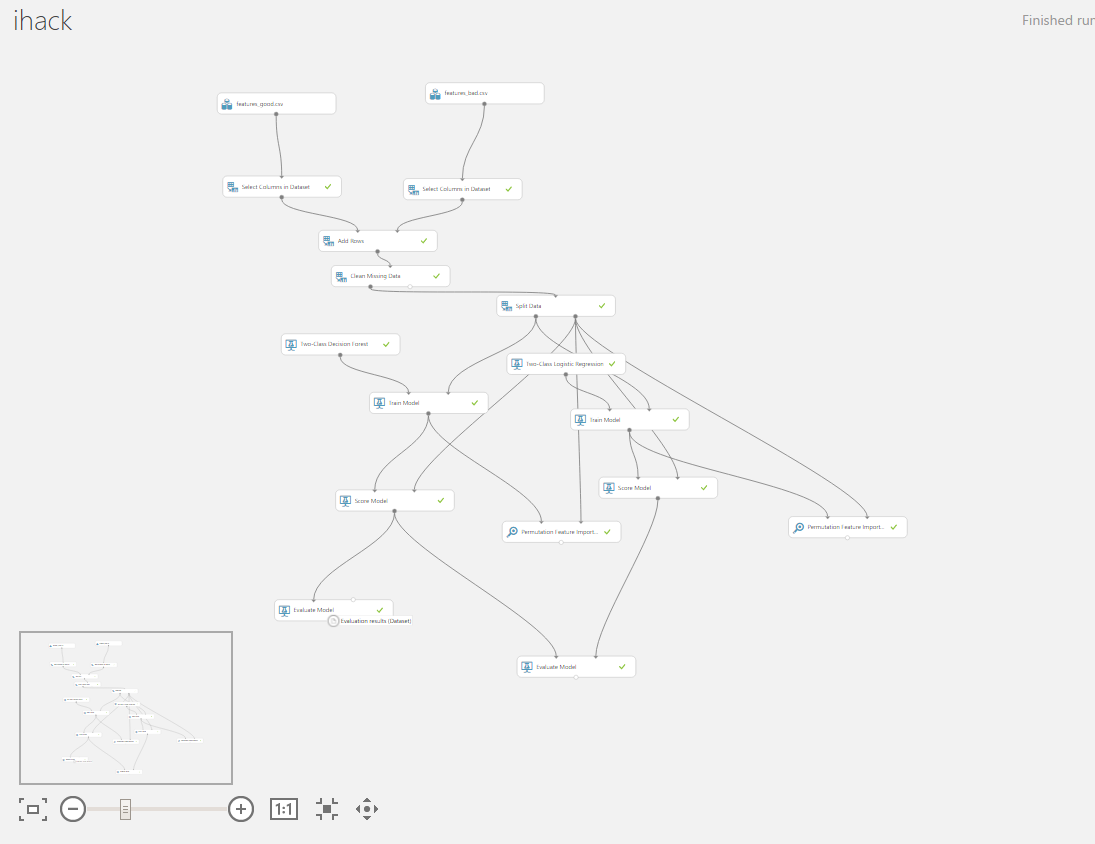 ihack
Finished run
features_good.csv
features_bad.csv
Select Columns in Dataset
Select Columns in Dataset
Add Rows
Clean Missing Data
Split Data
Two-Class Decision Forest
Two-Class Logistic Regression
Train Model
Train Model
Score Model
Score Model
Permutation Feature Import...
Permutation Feature Import...
Evaluate Model
Evaluation results (Dataset)
Evaluate Model
1:1